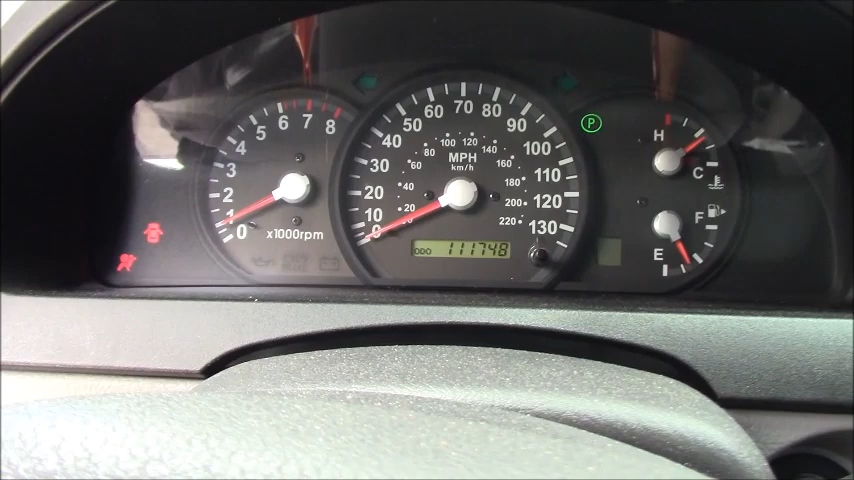 0 1 2 3 4 5 6 7 8
x1000rpm
0 10 20 30 40 50 60 70 80 90 100 110 120 130
20 40 60 80 100 120 140 160 180 200 220
MPH
km/h
ODO 111748
P
H
C
F
E